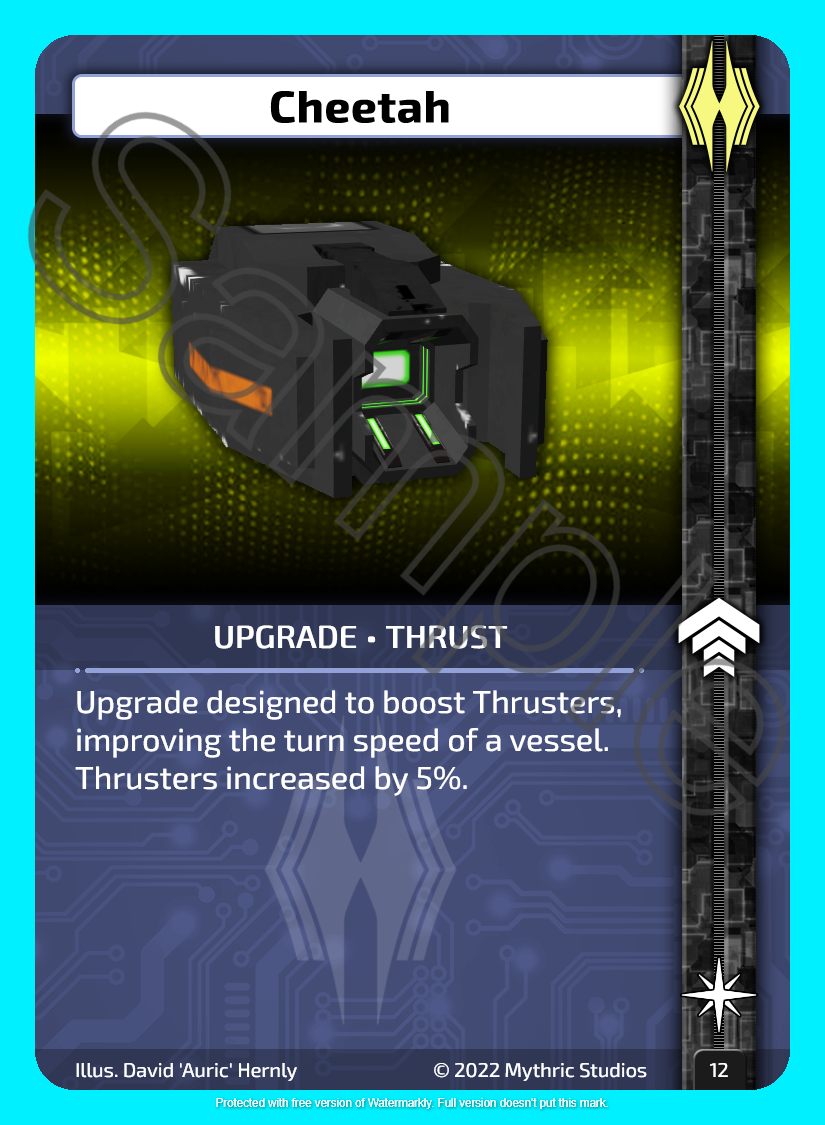 Cheetah
Sample
UPGRADE • THRUST
Upgrade designed to boost Thrusters,
improving the turn speed of a vessel.
Thrusters increased by 5%.
Illus. David 'Auric' Hernly
© 2022 Mythric Studios
12
Protected with free version of Watermarkly. Full version doesn't put this mark.